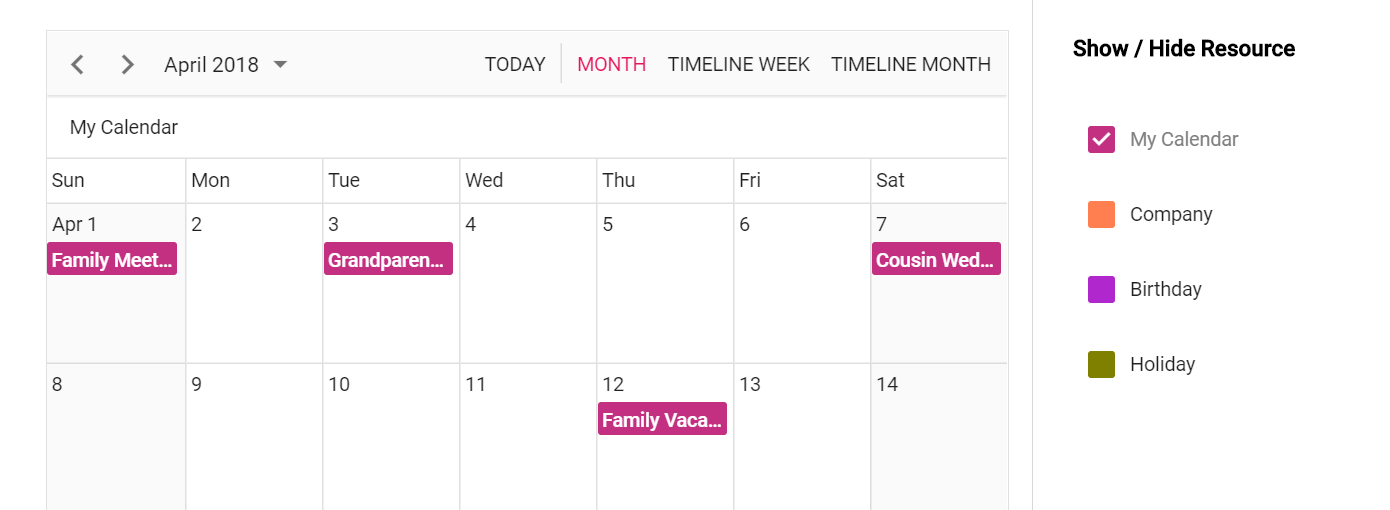 April 2018 TODAY MONTH TIMELINE WEEK TIMELINE MONTH
My Calendar
Sun Mon Tue Wed Thu Fri Sat
Apr 1 2 3 4 5 6 7
Family Meet... Grandparen... Cousin Wed...
8 9 10 11 12 13 14
Family Vaca...
Show / Hide Resource
My Calendar
Company
Birthday
Holiday